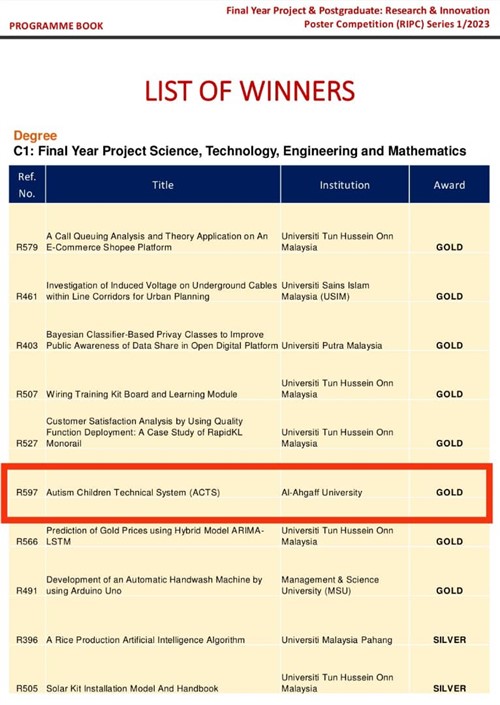 Final Year Project & Postgraduate: Research & Innovation
PROGRAMME BOOK
Poster Competition (RIPC) Series 1/2023
LIST OF WINNERS
Degree
C1: Final Year Project Science, Technology, Engineering and Mathematics
Ref. No. Title Institution Award
A Call Queuing Analysis and Theory Application on An Universiti Tun Hussein Onn
R579 E-Commerce Shopee Platform Malaysia GOLD
Investigation of Induced Voltage on Underground Cables Universiti Sains Islam
R461 within Line Corridors for Urban Planning Malaysia (USIM) GOLD
Bayesian Classifier-Based Privay Classes to Improve
R403 Public Awareness of Data Share in Open Digital Platform Universiti Putra Malaysia GOLD
Universiti Tun Hussein Onn
R507 Wiring Training Kit Board and Learning Module Malaysia GOLD
Customer Satisfaction Analysis by Using Quality
Function Deployment: A Case Study of RapidKL Universiti Tun Hussein Onn
R527 Monorail Malaysia GOLD
R597 Autism Children Technical System (ACTS) Al-Ahgaff University GOLD
Prediction of Gold Prices using Hybrid Model ARIMA- Universiti Tun Hussein Onn
R566 LSTM Malaysia GOLD
Development of an Automatic Handwash Machine by Management & Science
R491 using Arduino Uno University (MSU) GOLD
R396 A Rice Production Artificial Intelligence Algorithm Universiti Malaysia Pahang SILVER
Universiti Tun Hussein Onn
R505 Solar Kit Installation Model And Handbook Malaysia SILVER